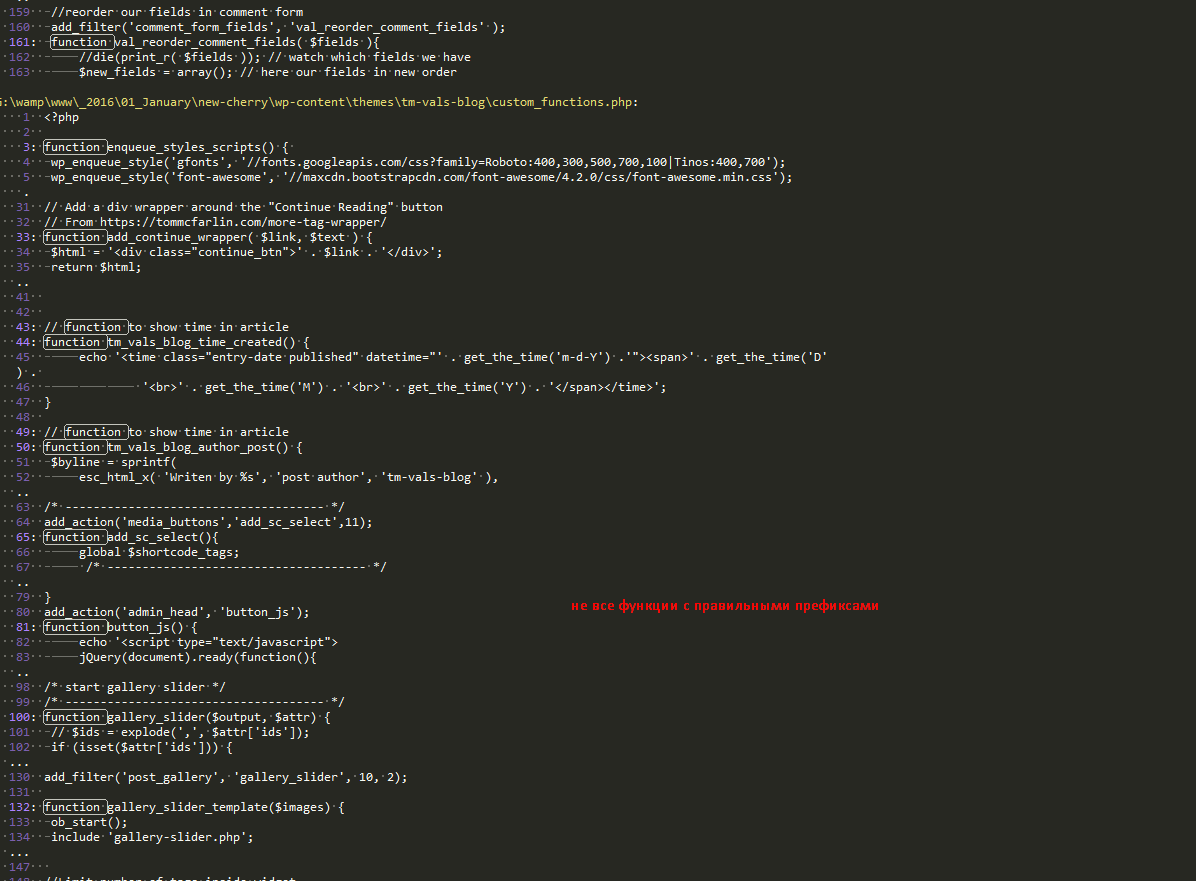 159 //reorder our fields in comment form
160 add_filter('comment_form_fields', 'val_reorder_comment_fields' );
161: function val_reorder_comment_fields( $fields ){
162 //die(print_r( $fields )); // watch which fields we have
163 $new_fields = array(); // here our fields in new order
:\wamp\www\_2016\01_January\new-cherry\wp-content\themes\tm-vals-blog\custom_functions.php:
1 <?php
2
3: function enqueue_styles_scripts() {
4 wp_enqueue_style('gfonts', '//fonts.googleapis.com/css?family=Roboto:400,300,500,700,100|Tinos:400,700');
5 wp_enqueue_style('font-awesome', '//maxcdn.bootstrapcdn.com/font-awesome/4.2.0/css/font-awesome.min.css');
.
31 // Add a div wrapper around the "Continue Reading" button
32 // From https://tommcfarlin.com/more-tag-wrapper/
33: function add_continue_wrapper( $link, $text ) {
34 $html = '<div class="continue_btn">' . $link . '</div>';
35 return $html;
..
41
42
43: // function to show time in article
44: function tm_vals_blog_time_created() {
45 echo '<time class="entry-date published" datetime="' . get_the_time('m-d-Y') .'"><span>' . get_the_time('D'
) .
46 '<br>' . get_the_time('M') . '<br>' . get_the_time('Y') . '</span></time>';
47 }
48
49: // function to show time in article
50: function tm_vals_blog_author_post() {
51 $byline = sprintf(
52 esc_html_x( 'Writen by %s', 'post author', 'tm-vals-blog' ),
..
63 /* ------------------------------------- */
64 add_action('media_buttons','add_sc_select',11);
65: function add_sc_select(){
66 global $shortcode_tags;
67 /* ------------------------------------- */
..
79 }
80 add_action('admin_head', 'button_js');
не все функции с правильными префиксами
81: function button_js() {
82 echo '<script type="text/javascript">
83 jQuery(document).ready(function(){
..
98 /* start gallery slider */
99 /* ------------------------------------- */
100: function gallery_slider($output, $attr) {
101 // $ids = explode(',', $attr['ids']);
102 if (isset($attr['ids'])) {
...
130 add_filter('post_gallery', 'gallery_slider', 10, 2);
131
132: function gallery_slider_template($images) {
133 ob_start();
134 include 'gallery-slider.php';
...
147
148 //Limit number of tags inside widget